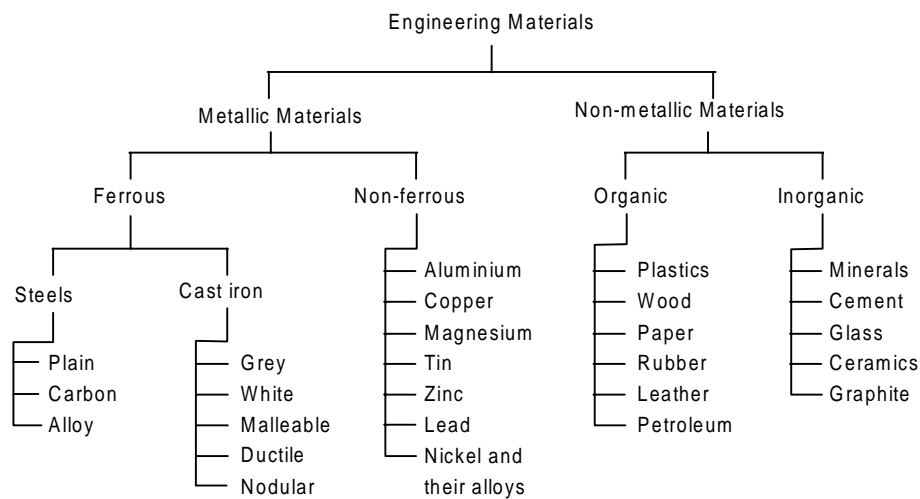 Engineering Materials
Metallic Materials
Non-metallic Materials
Ferrous
Non-ferrous
Organic
Inorganic
Steels
Cast iron
Plain
Carbon
Alloy
Grey
White
Malleable
Ductile
Nodular
Aluminium
Copper
Magnesium
Tin
Zinc
Lead
Nickel and
their alloys
Plastics
Wood
Paper
Rubber
Leather
Petroleum
Minerals
Cement
Glass
Ceramics
Graphite